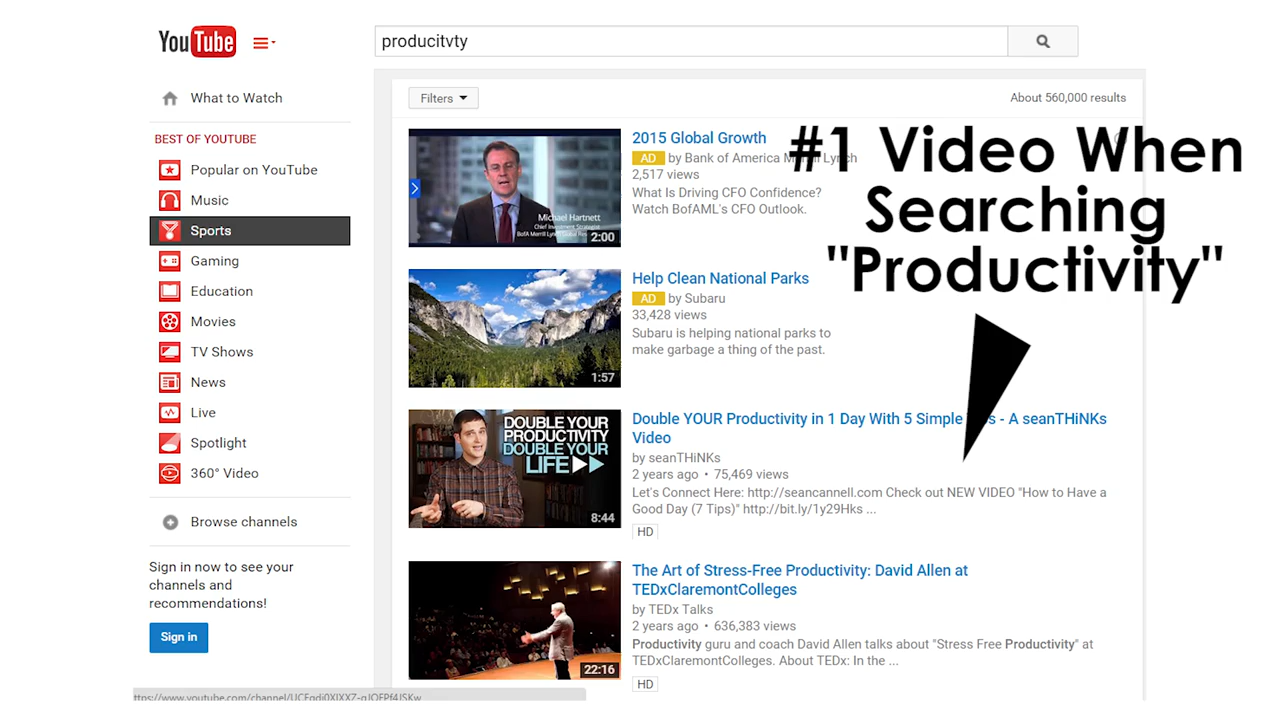 YouTube
producitvty
What to Watch
BEST OF YOUTUBE
Popular on YouTube
Music
Sports
Gaming
Education
Movies
TV Shows
News
Live
Spotlight
360° Video
Browse channels
Sign in now to see your
channels and
recommendations!
Sign in
Filters
About 560,000 results
#1 Video When
Searching
"Productivity"
2015 Global Growth
AD by Bank of America Merrill Lynch
2,517 views
What Is Driving CFO Confidence?
Watch BofAML's CFO Outlook.
Michael Hartnett
Chief Investment Strategist
2:00
Help Clean National Parks
AD by Subaru
33,428 views
Subaru is helping national parks to
make garbage a thing of the past.
1:57
Double YOUR Productivity in 1 Day With 5 Simple - A seanTHiNKs
Video
by seanTHiNKs
2 years ago • 75,469 views
Let's Connect Here: http://seancannell.com Check out NEW VIDEO "How to Have a
Good Day (7 Tips)" http://bit.ly/1y29Hks ...
HD
DOUBLE YOUR
PRODUCTIVITY
DOUBLE YOUR
LIFE
8:44
The Art of Stress-Free Productivity: David Allen at
TEDxClaremontColleges
by TEDx Talks
2 years ago • 636,383 views
Productivity guru and coach David Allen talks about "Stress Free Productivity" at
TEDxClaremontColleges. About TEDx: In the ...
HD
22:16